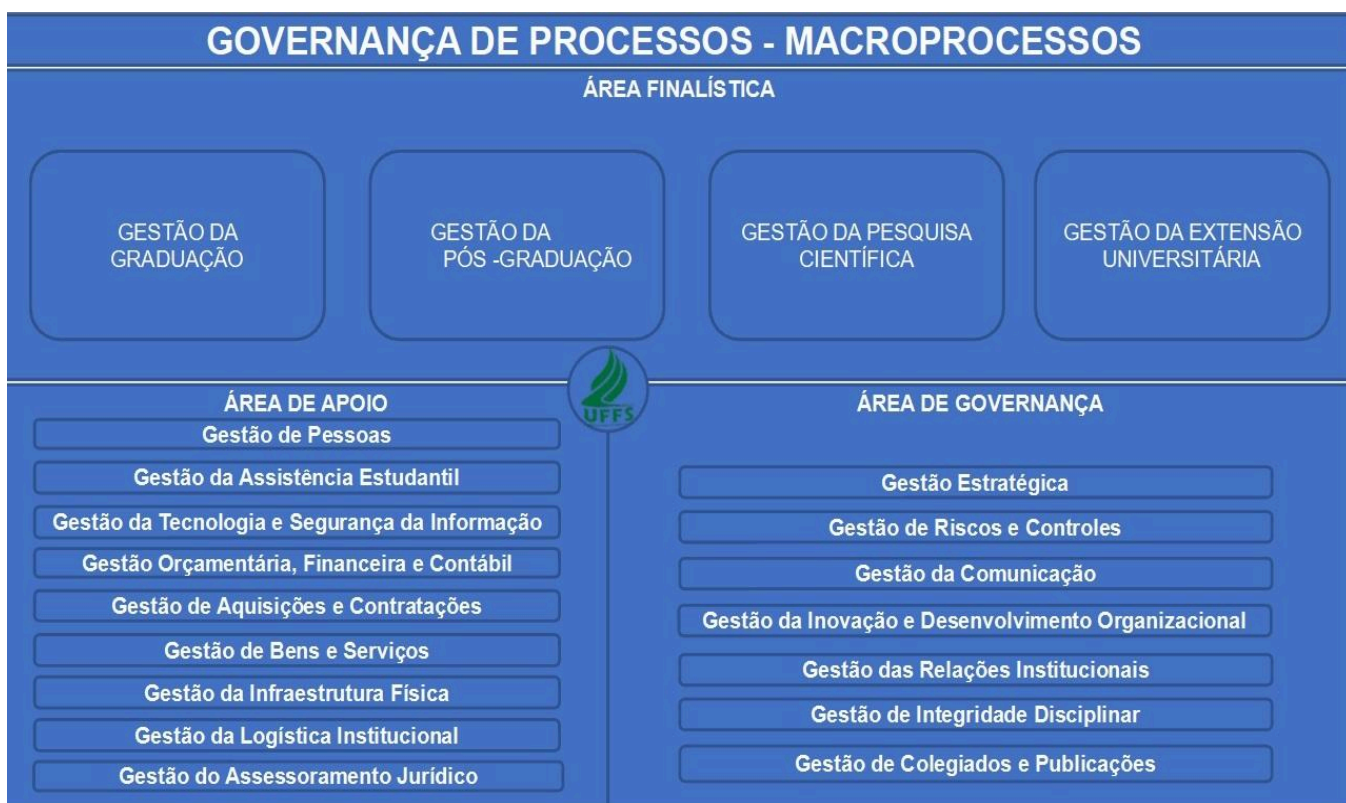 GOVERNANÇA DE PROCESSOS - MACROPROCESSOS
ÁREA FINALÍSTICA
GESTÃO DA
GRADUAÇÃO
GESTÃO DA
PÓS -GRADUAÇÃO
GESTÃO DA PESQUISA
CIENTÍFICA
GESTÃO DA EXTENSÃO
UNIVERSITÁRIA
UFFS
ÁREA DE APOIO
Gestão de Pessoas
Gestão da Assistência Estudantil
Gestão da Tecnologia e Segurança da Informação
Gestão Orçamentária, Financeira e Contábil
Gestão de Aquisições e Contratações
Gestão de Bens e Serviços
Gestão da Infraestrutura Física
Gestão da Logística Institucional
Gestão do Assessoramento Jurídico
ÁREA DE GOVERNANÇA
Gestão Estratégica
Gestão de Riscos e Controles
Gestão da Comunicação
Gestão da Inovação e Desenvolvimento Organizacional
Gestão das Relações Institucionais
Gestão de Integridade Disciplinar
Gestão de Colegiados e Publicações